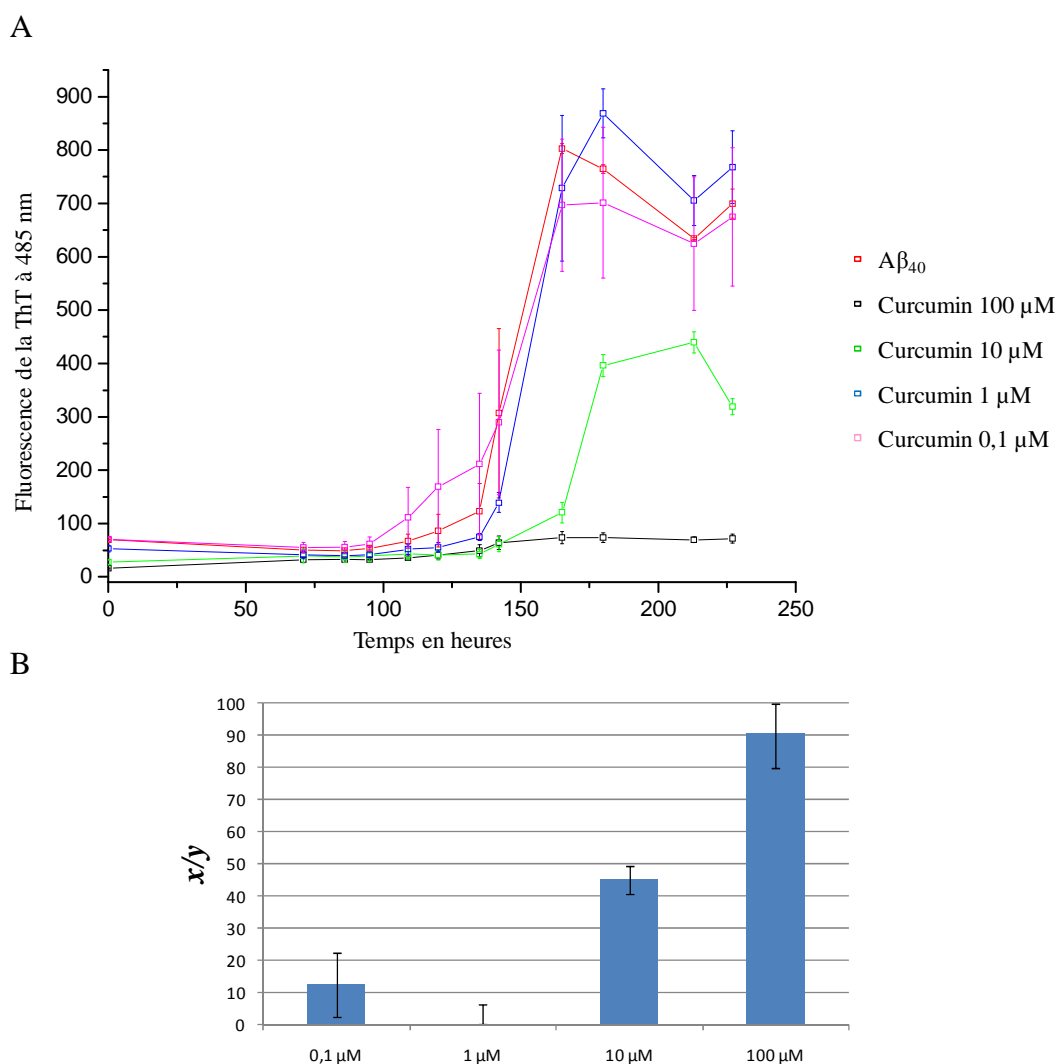 A
Fluorescence de la ThT à 485 nm
900
800
700
600
500
400
300
200
100
0
0 50 100 150 200 250
Temps en heures
Aβ40
Curcumin 100 µM
Curcumin 10 µM
Curcumin 1 µM
Curcumin 0,1 µM
B
x/y
100
90
80
70
60
50
40
30
20
10
0
0,1 µM 1 µM 10 µM 100 µM